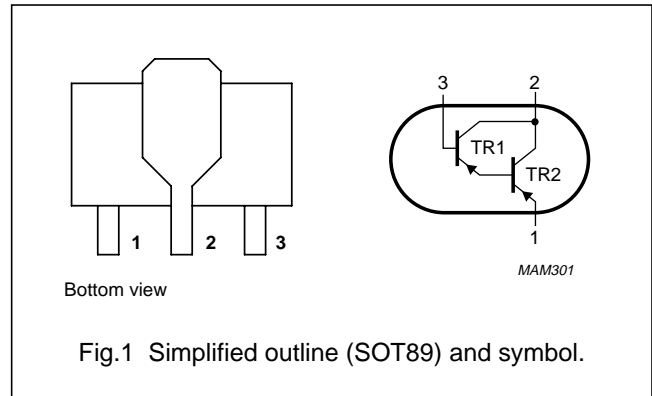 3 2
TR1
TR2
1
1 2 3
MAM301
Bottom view
Fig.1 Simplified outline (SOT89) and symbol.